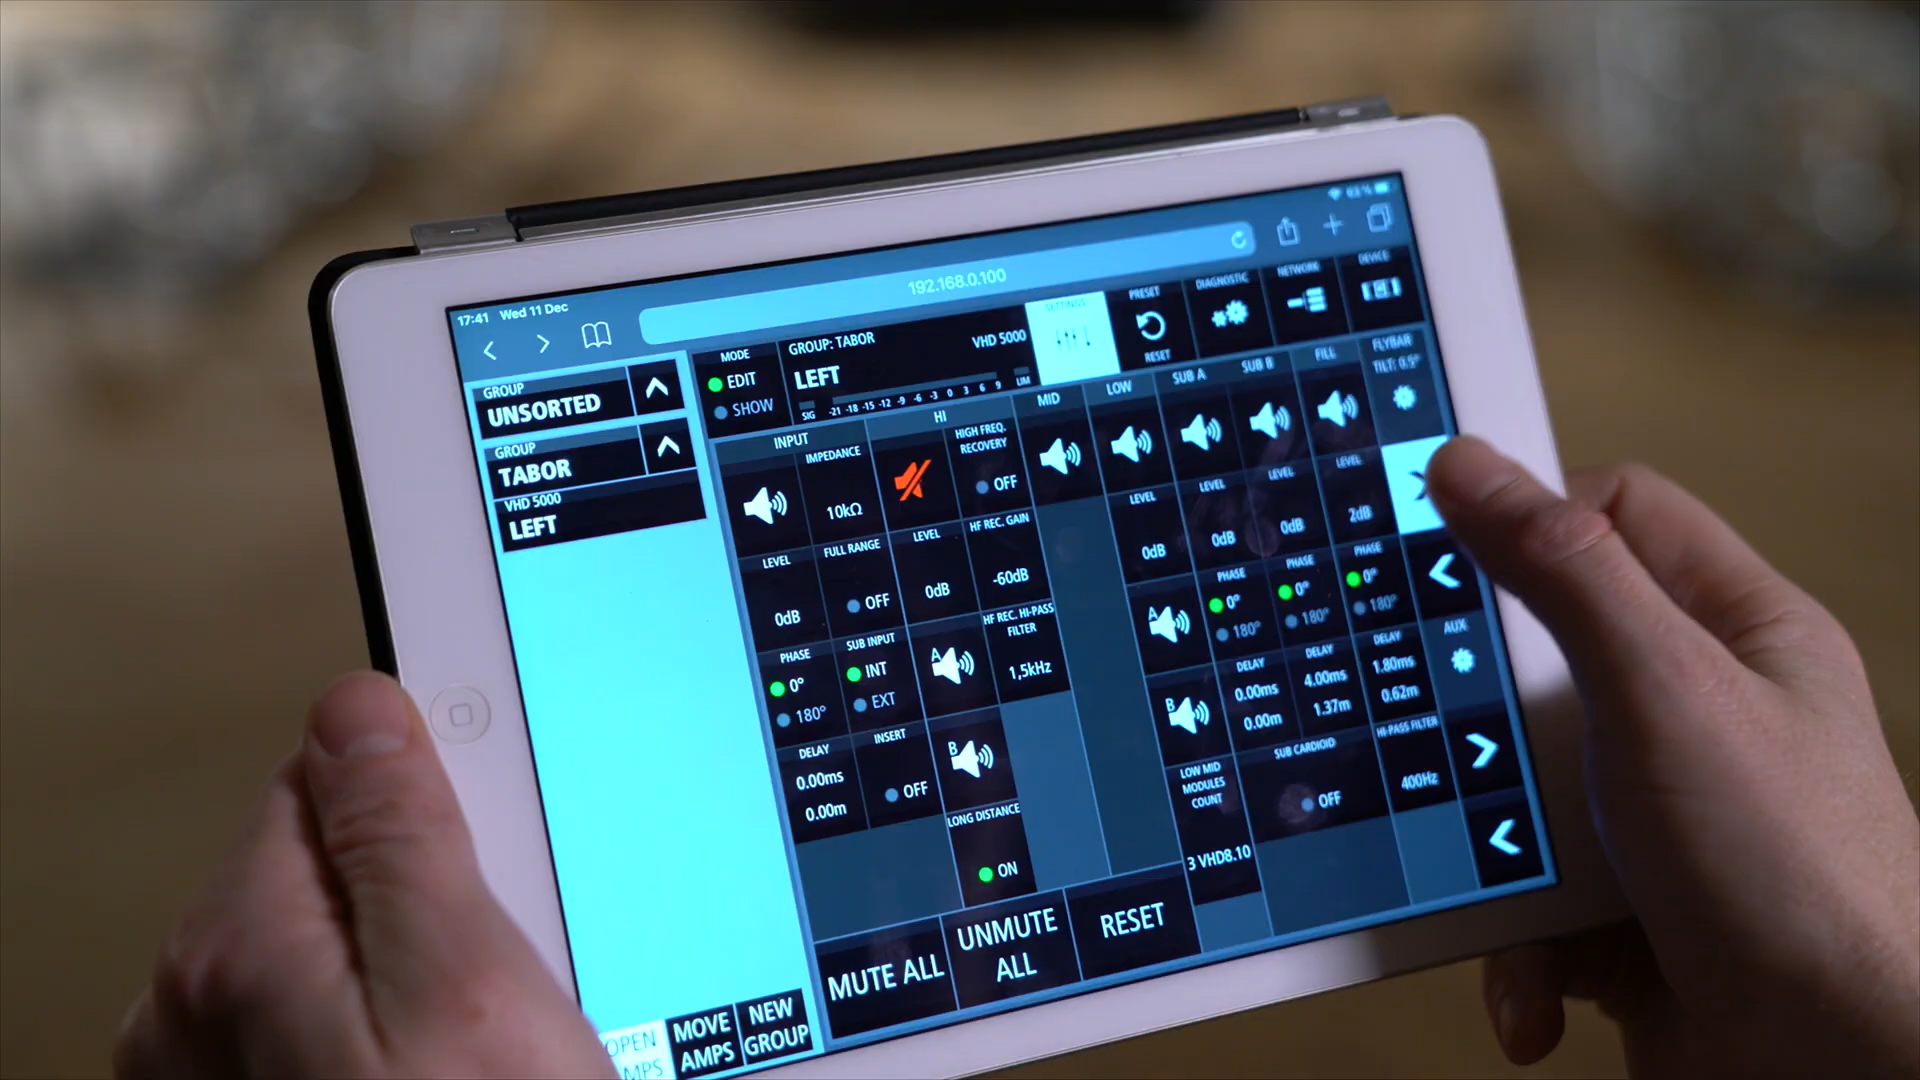 17:41 Wed 11 Dec
63 %
192.168.0.100
GROUP
UNSORTED
GROUP
TABOR
VHD 5000
LEFT
OPEN
AMPS
MOVE
AMPS
NEW
GROUP
MODE
EDIT
SHOW
GROUP: TABOR
VHD 5000
LEFT
SIG -21 -18 -15 -12 -9 -6 -3 0 3 6 9 LIM
SETTINGS
PRESET
RESET
DIAGNOSTIC
NETWORK
DEVICE
INPUT
IMPEDANCE
10kΩ
LEVEL
0dB
FULL RANGE
OFF
PHASE
0°
180°
SUB INPUT
INT
EXT
DELAY
0.00ms
0.00m
INSERT
OFF
HI
HIGH FREQ.
RECOVERY
OFF
LEVEL
0dB
HF REC. GAIN
-60dB
A
HF REC. HI-PASS
FILTER
1,5kHz
B
LONG DISTANCE
ON
MID
LOW
LEVEL
0dB
A
B
LOW MID
MODULES
COUNT
3 VHD8.10
SUB A
LEVEL
0dB
PHASE
0°
180°
DELAY
0.00ms
0.00m
SUB B
LEVEL
0dB
PHASE
0°
180°
DELAY
4.00ms
1.37m
SUB CARDIOID
OFF
FILL
LEVEL
2dB
PHASE
0°
180°
DELAY
1.80ms
0.62m
HI-PASS FILTER
400Hz
FLYBAR
TILT: 0.5°
AUX
MUTE ALL
UNMUTE
ALL
RESET